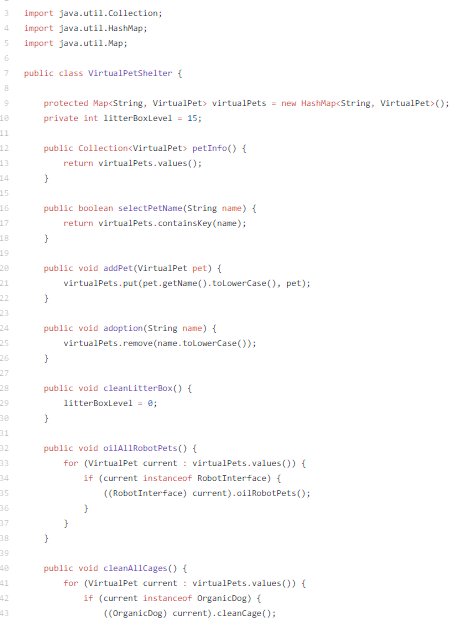 3 import java.util.Collection;
4 import java.util.HashMap;
5 import java.util.Map;
6
7 public class VirtualPetShelter {
8
9     protected Map<String, VirtualPet> virtualPets = new HashMap<String, VirtualPet>();
10     private int litterBoxLevel = 15;
11
12     public Collection<VirtualPet> petInfo() {
13         return virtualPets.values();
14     }
15
16     public boolean selectPetName(String name) {
17         return virtualPets.containsKey(name);
18     }
19
20     public void addPet(VirtualPet pet) {
21         virtualPets.put(pet.getName().toLowerCase(), pet);
22     }
23
24     public void adoption(String name) {
25         virtualPets.remove(name.toLowerCase());
26     }
27
28     public void cleanLitterBox() {
29         litterBoxLevel = 0;
30     }
31
32     public void oilAllRobotPets() {
33         for (VirtualPet current : virtualPets.values()) {
34             if (current instanceof RobotInterface) {
35                 ((RobotInterface) current).oilRobotPets();
36             }
37         }
38     }
39
40     public void cleanAllCages() {
41         for (VirtualPet current : virtualPets.values()) {
42             if (current instanceof OrganicDog) {
43                 ((OrganicDog) current).cleanCage();